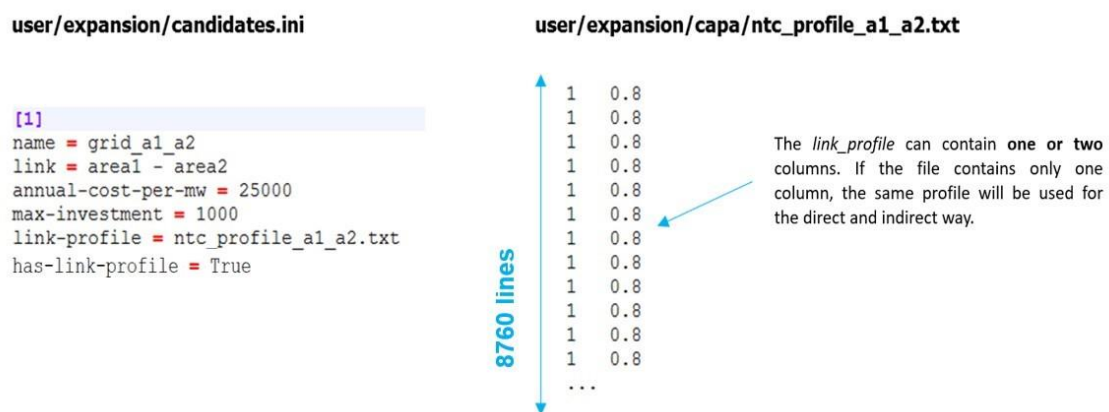 user/expansion/candidates.ini
[1]
name = grid_a1_a2
link = area1 - area2
annual-cost-per-mw = 25000
max-investment = 1000
link-profile = ntc_profile_a1_a2.txt
has-link-profile = True
user/expansion/capa/ntc_profile_a1_a2.txt
8760 lines
1 0.8
1 0.8
1 0.8
1 0.8
1 0.8
1 0.8
1 0.8
1 0.8
1 0.8
1 0.8
1 0.8
1 0.8
...
The link_profile can contain one or two
columns. If the file contains only one
column, the same profile will be used for
the direct and indirect way.